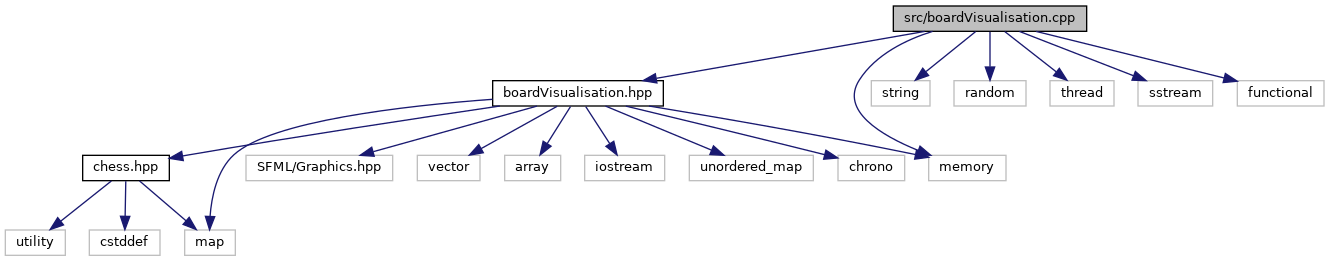 src/boardVisualisation.cpp
boardVisualisation.hpp
string
random
thread
sstream
functional
chess.hpp
SFML/Graphics.hpp
vector
array
iostream
unordered_map
chrono
memory
utility
cstddef
map